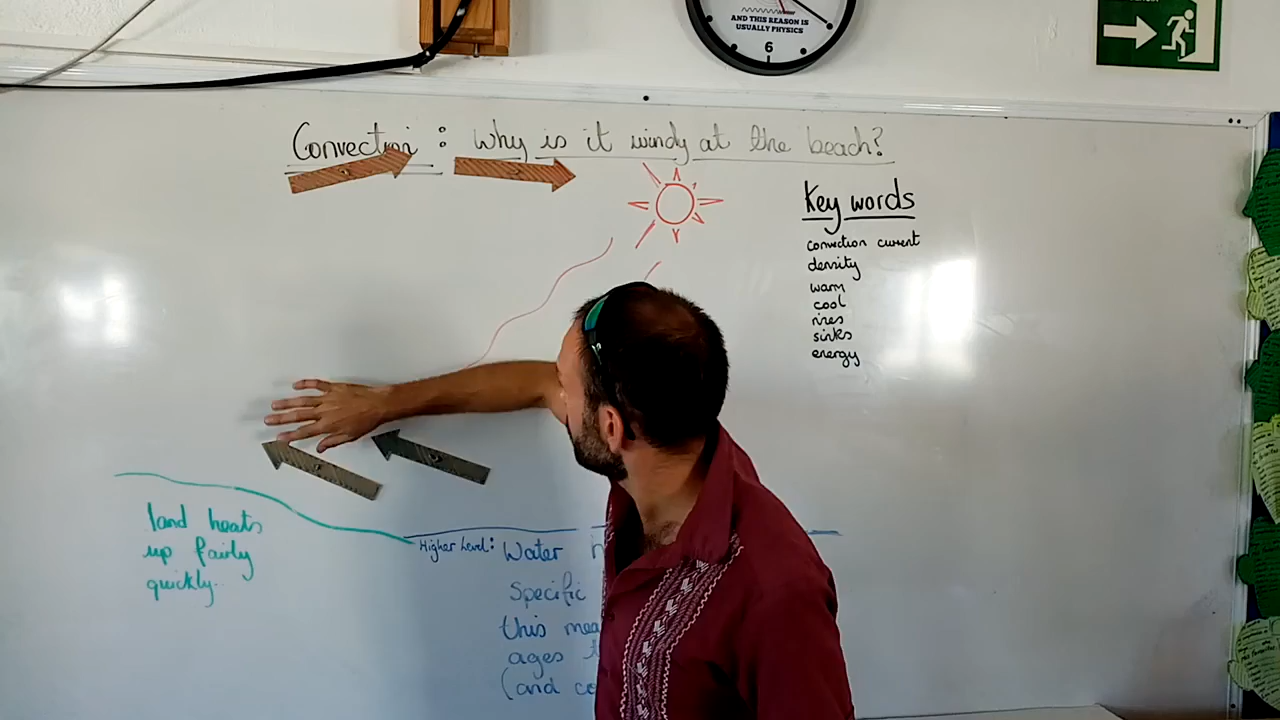 AND THIS REASON IS
USUALLY PHYSICS
6
Convection : Why is it windy at the beach?
Key words
convection current
density
warm
cool
rises
sinks
energy
land heats
up fairly
quickly.
Higher Level: Water
Specific
this
ages
(and